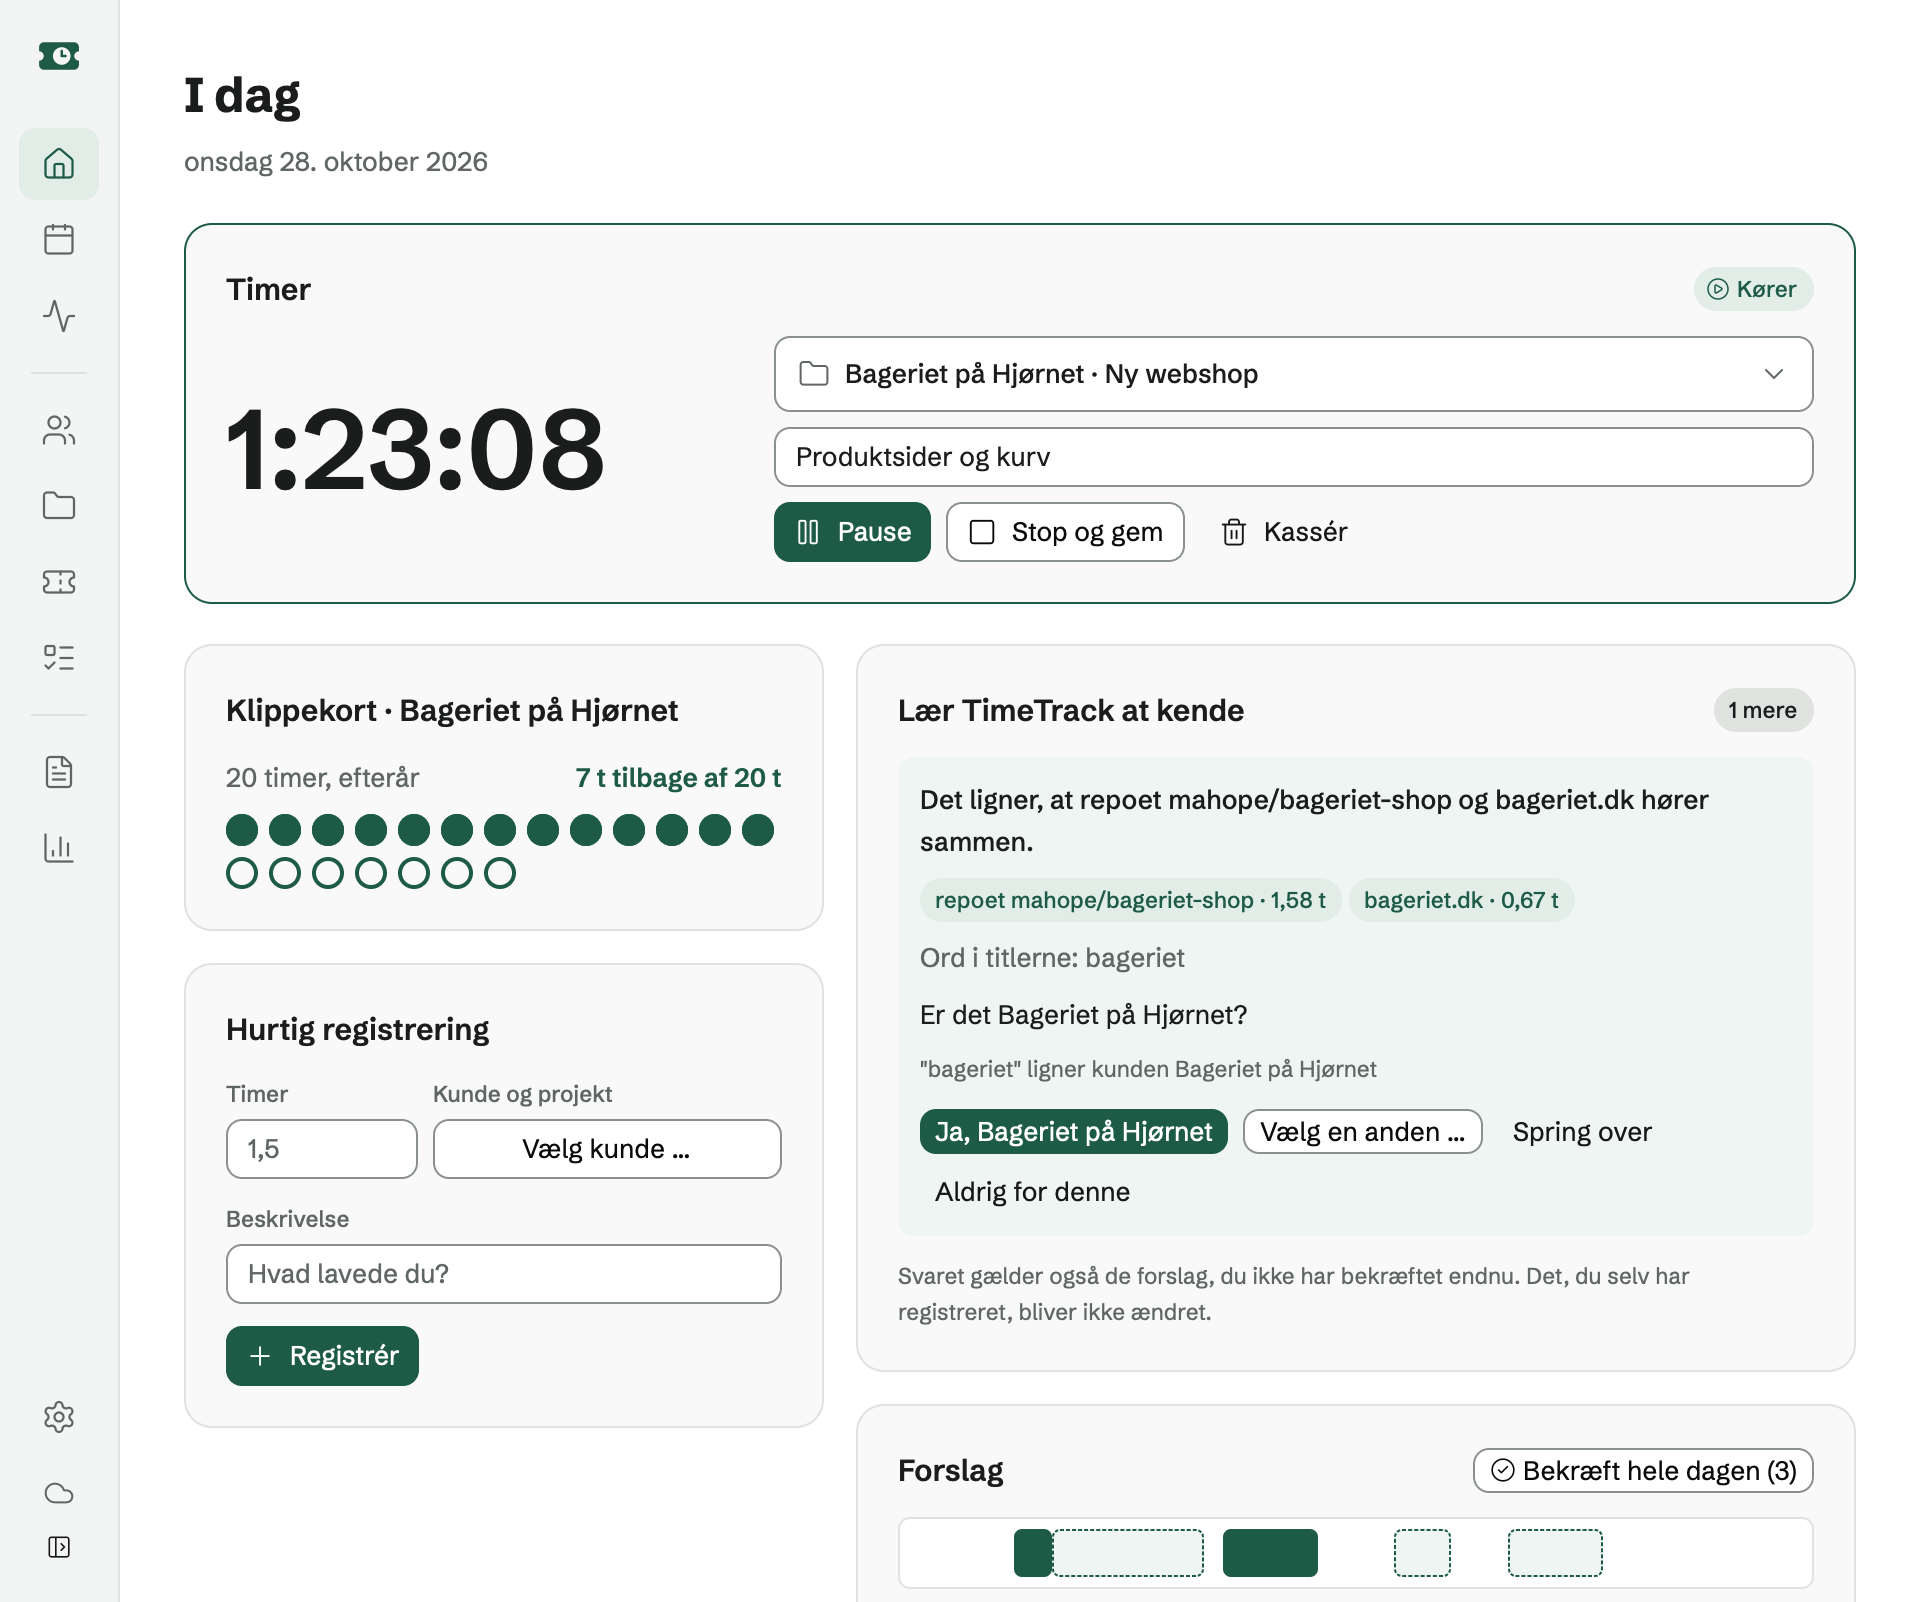 I dag
onsdag 28. oktober 2026
Timer
Kører
1:23:08
Bageriet på Hjørnet · Ny webshop
Produktsider og kurv
Pause
Stop og gem
Kassér
Klippekort · Bageriet på Hjørnet
20 timer, efterår
7 t tilbage af 20 t
Hurtig registrering
Timer
Kunde og projekt
1,5
Vælg kunde ...
Beskrivelse
Hvad lavede du?
Registrér
Lær TimeTrack at kende
1 mere
Det ligner, at repoet mahope/bageriet-shop og bageriet.dk hører
sammen.
repoet mahope/bageriet-shop · 1,58 t
bageriet.dk · 0,67 t
Ord i titlerne: bageriet
Er det Bageriet på Hjørnet?
"bageriet" ligner kunden Bageriet på Hjørnet
Ja, Bageriet på Hjørnet
Vælg en anden ...
Spring over
Aldrig for denne
Svaret gælder også de forslag, du ikke har bekræftet endnu. Det, du selv har
registreret, bliver ikke ændret.
Forslag
Bekræft hele dagen (3)